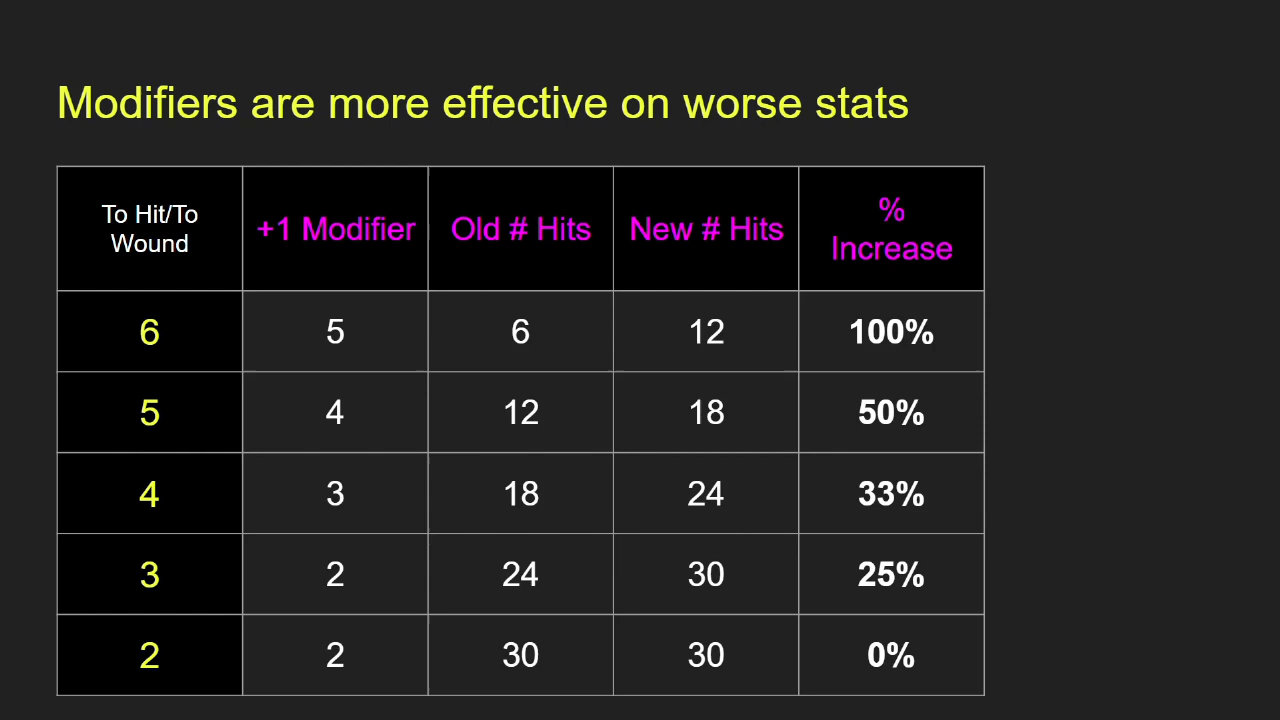 Modifiers are more effective on worse stats
To Hit/To
Wound
+1 Modifier
Old # Hits
New # Hits
%
Increase
6 5 6 12 100%
5 4 12 18 50%
4 3 18 24 33%
3 2 24 30 25%
2 2 30 30 0%